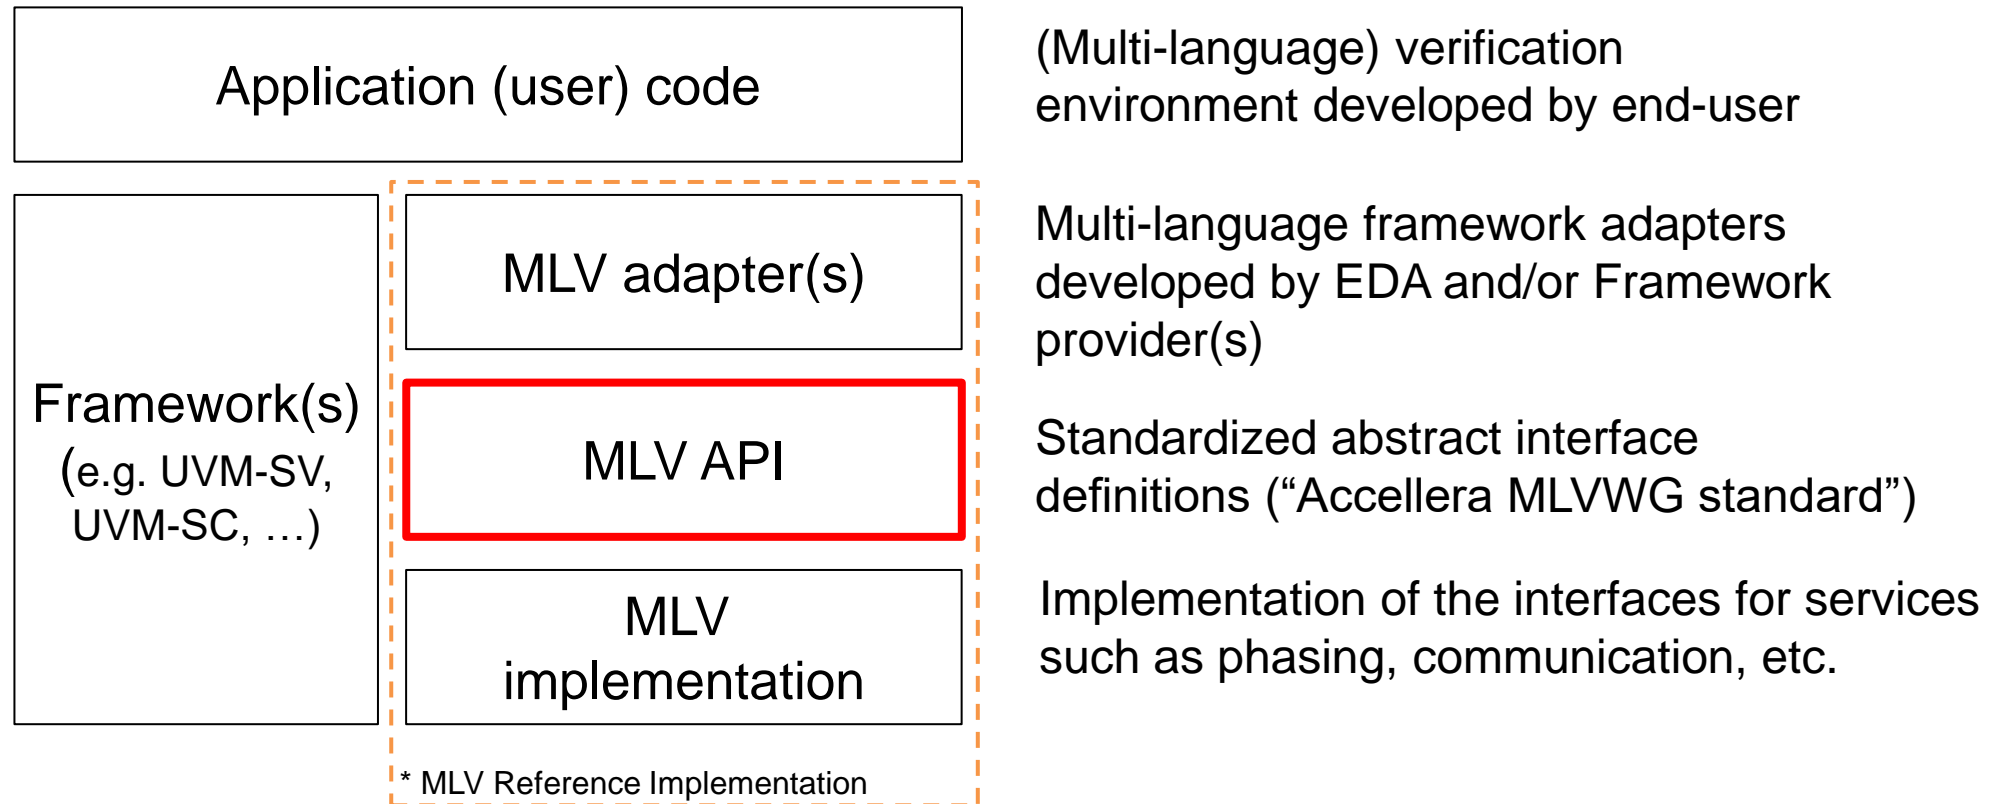 Application (user) code
(Multi-language) verification
environment developed by end-user
Framework(s)
(e.g. UVM-SV,
UVM-SC, …)
MLV adapter(s)
Multi-language framework adapters
developed by EDA and/or Framework
provider(s)
MLV API
Standardized abstract interface
definitions (“Accellera MLVWG standard”)
MLV
implementation
Implementation of the interfaces for services
such as phasing, communication, etc.
* MLV Reference Implementation